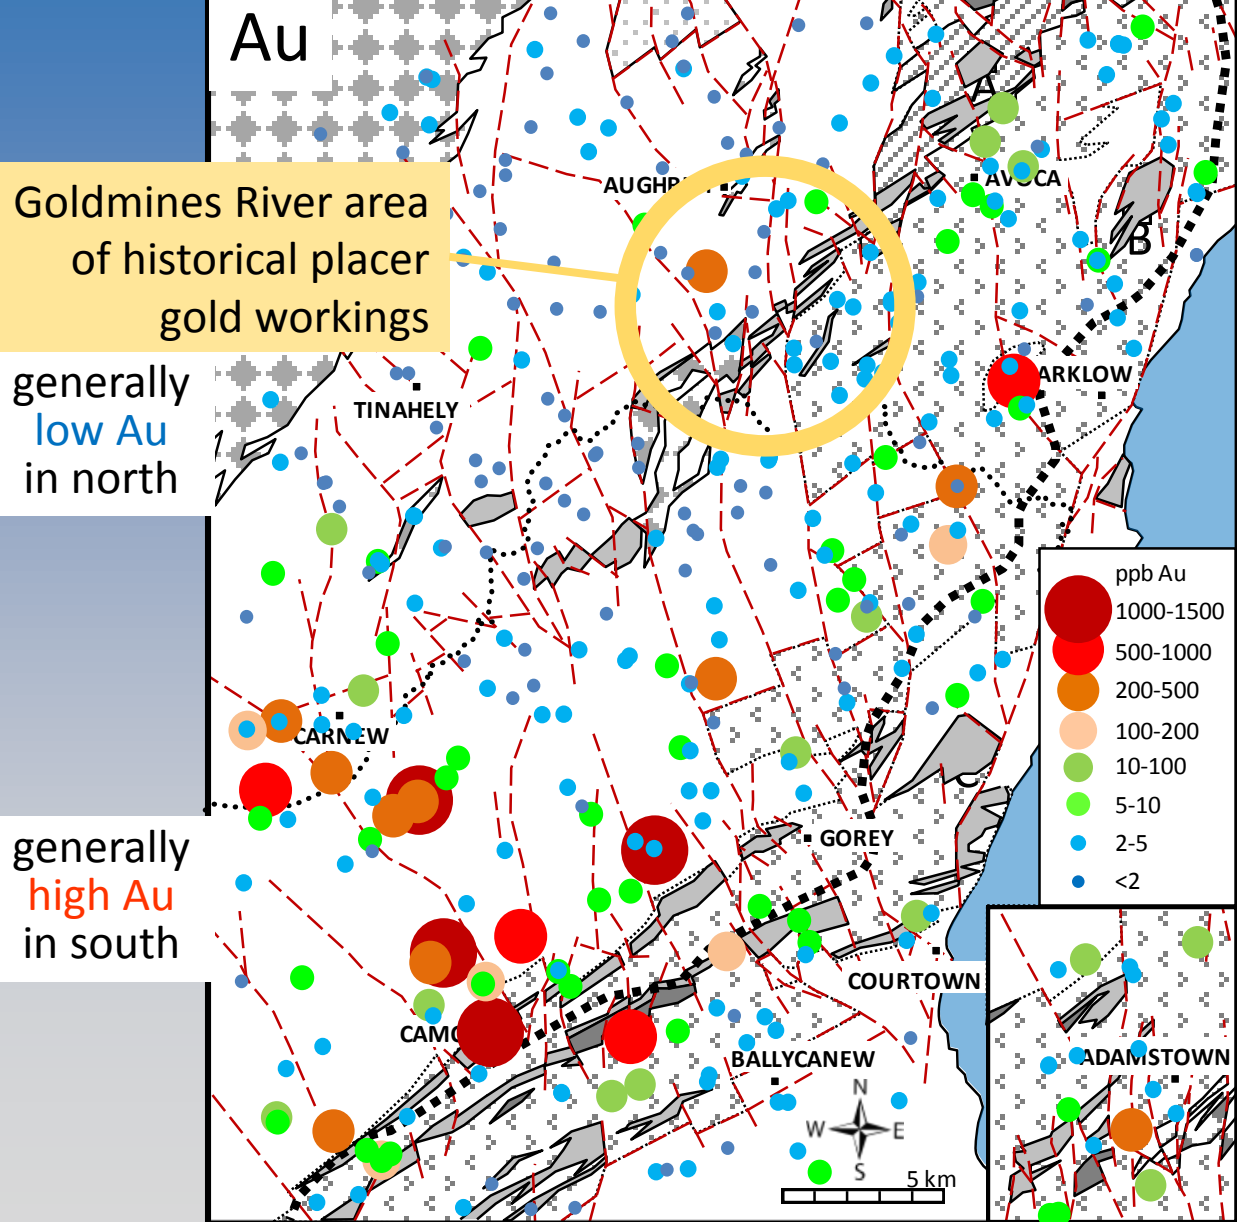 Au
Goldmines River area
of historical placer
gold workings
generally
low Au
in north
generally
high Au
in south
A
AVOCA
B
ARKLOW
TINAHELY
CARNEW
C
GOREY
COURTOWN
BALLYCANEW
ADAMSTOWN
ppb Au
1000-1500
500-1000
200-500
100-200
10-100
5-10
2-5
<2
N
W
E
S
5 km